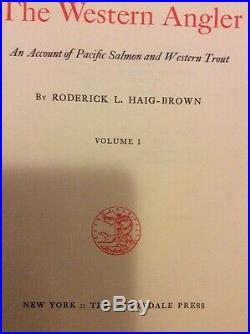 The Western Angler
An Account of Pacific Salmon and Western Trout
By RODERICK L. HAIG-BROWN
VOLUME I
NEW YORK :: THE DALE PRESS